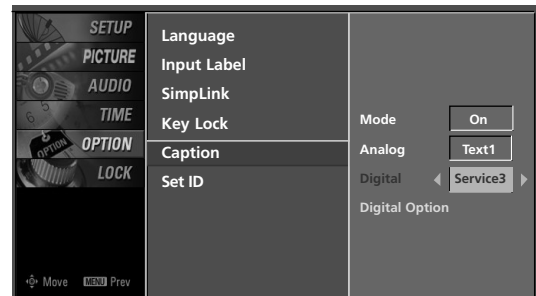 SETUP
PICTURE
AUDIO
TIME
OPTION
LOCK
Move MENU Prev
Language
Input Label
SimpLink
Key Lock
Caption
Set ID
Mode On
Analog Text1
Digital Service3
Digital Option